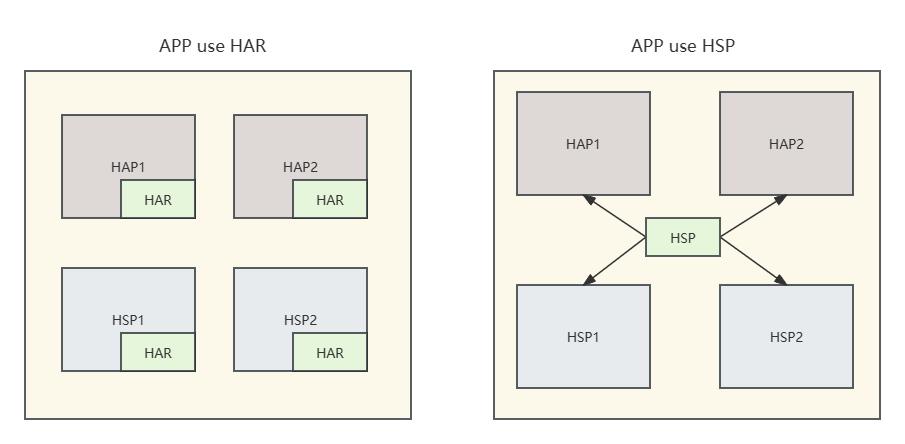 APP use HAR
HAP1
HAR
HAP2
HAR
HSP1
HAR
HSP2
HAR
APP use HSP
HAP1
HAP2
HSP
HSP1
HSP2